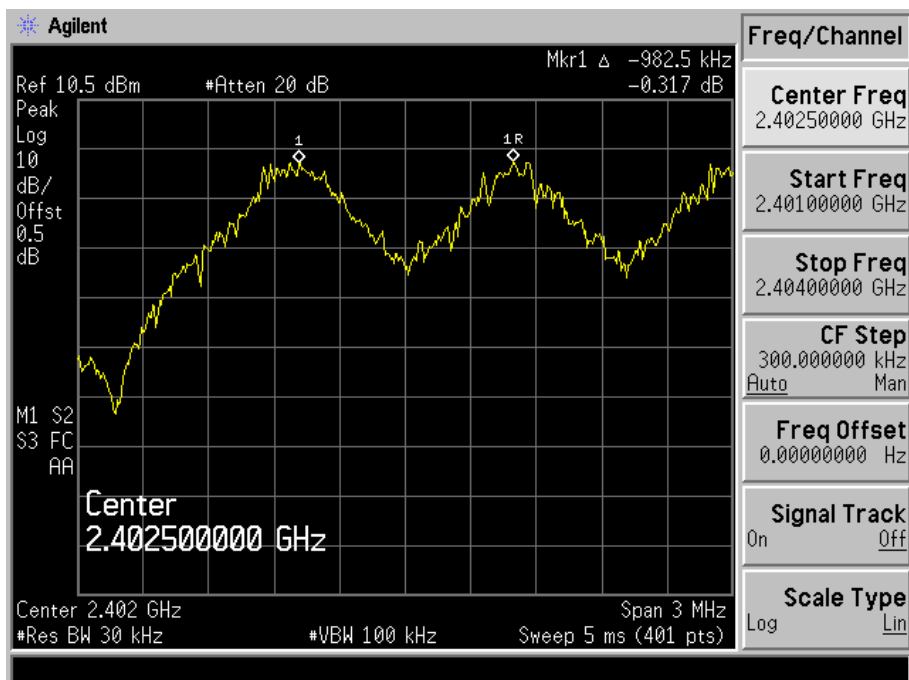 Agilent
Freq/Channel
Mkr1 Δ −982.5 kHz
Ref 10.5 dBm #Atten 20 dB −0.317 dB
Peak
Log
10
dB/
Offst
0.5
dB
1
1R
M1 S2
S3 FC
AA
Center
2.402500000 GHz
Center 2.402 GHz Span 3 MHz
#Res BW 30 kHz #VBW 100 kHz Sweep 5 ms (401 pts)
Center Freq
2.40250000 GHz
Start Freq
2.40100000 GHz
Stop Freq
2.40400000 GHz
CF Step
300.000000 kHz
Auto Man
Freq Offset
0.00000000 Hz
Signal Track
On Off
Scale Type
Log Lin